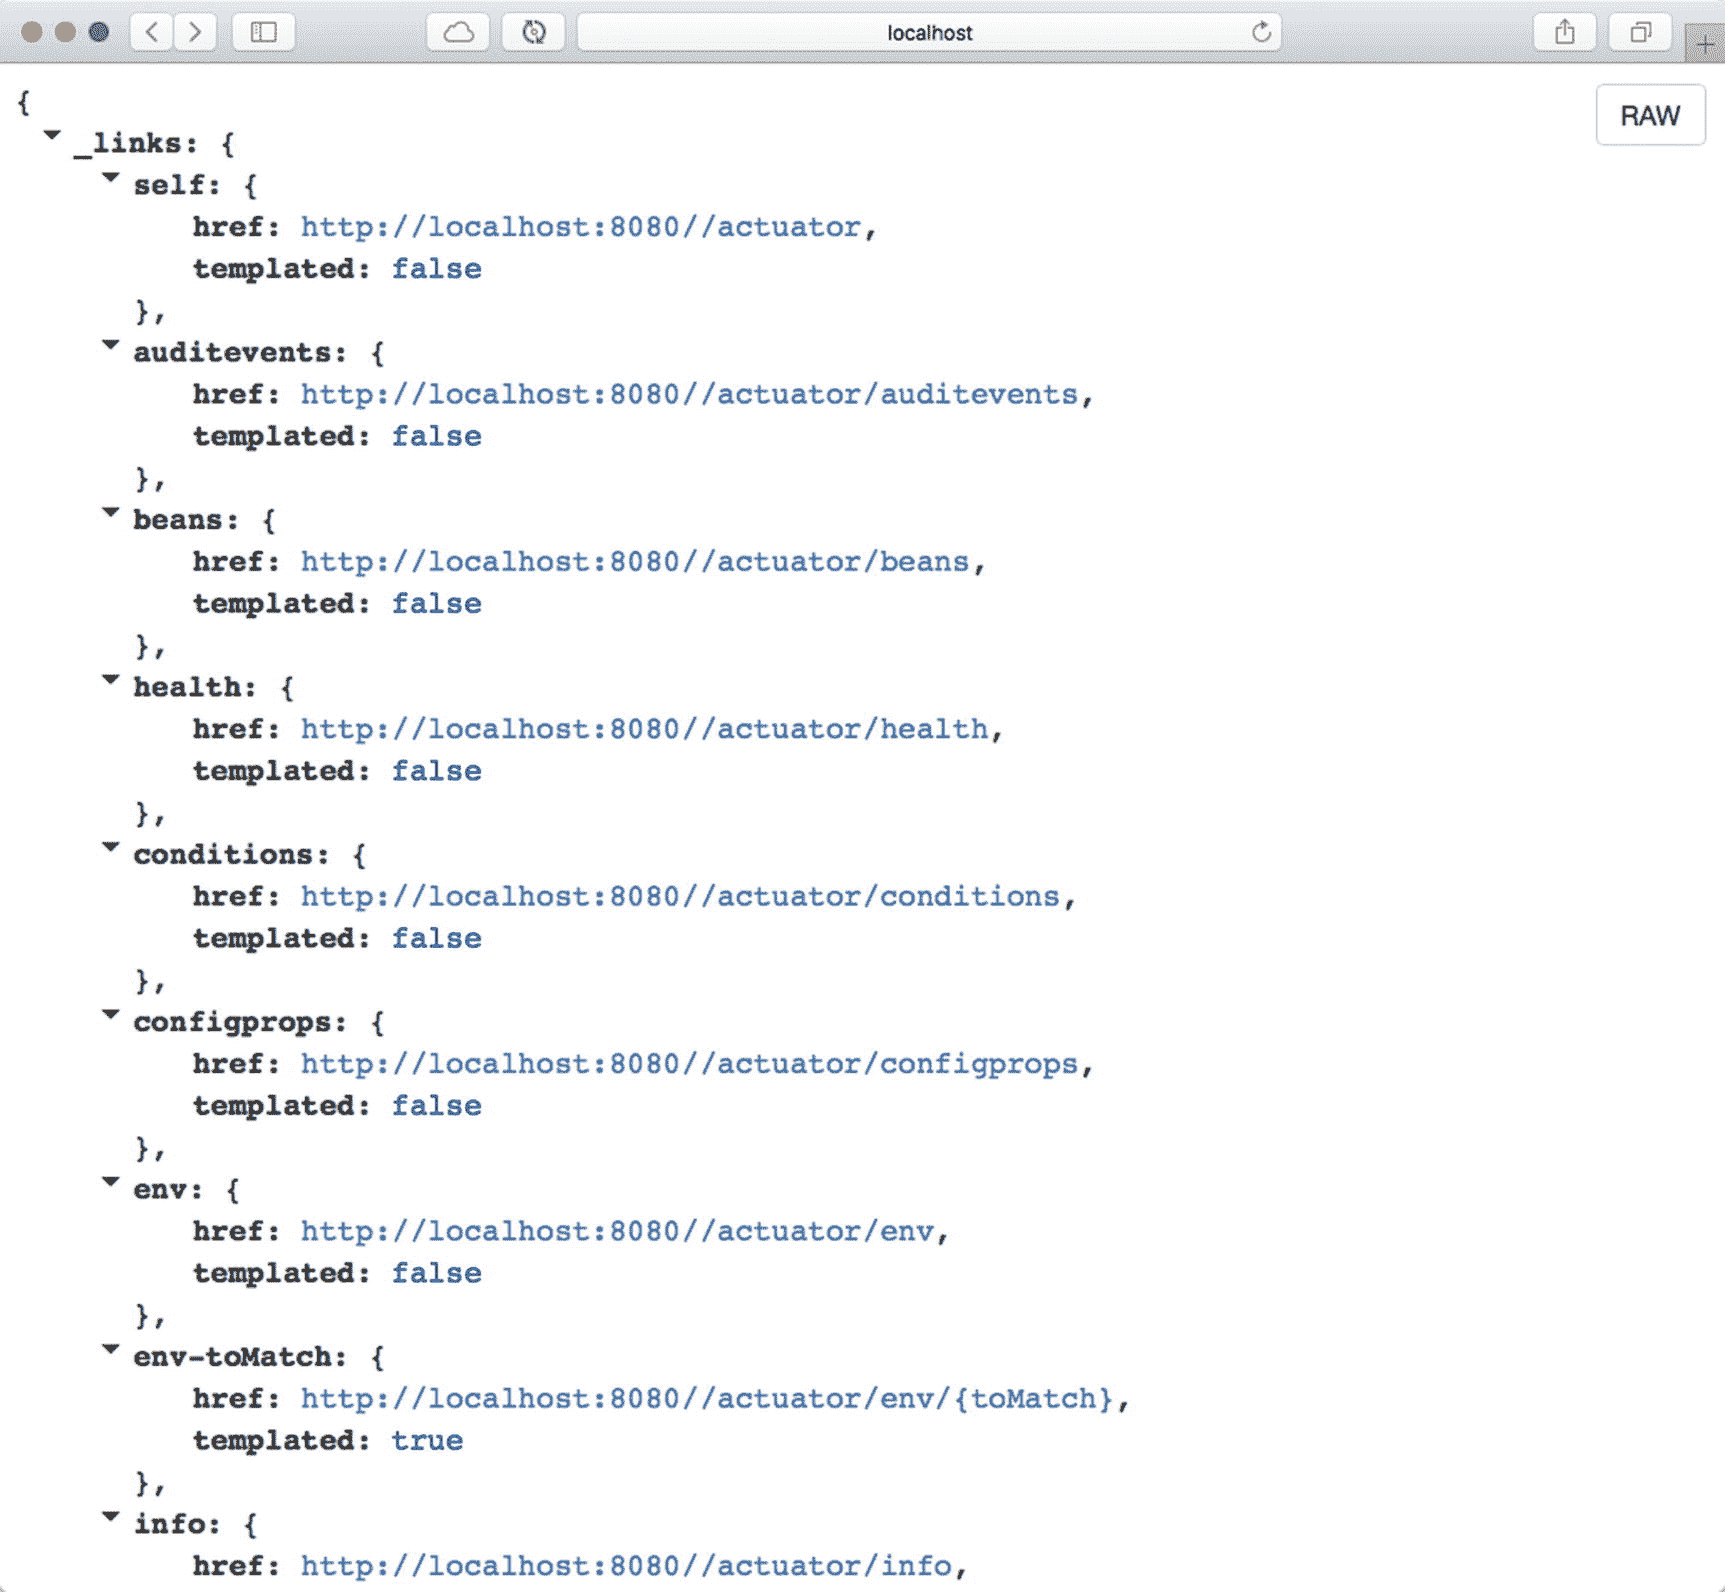 localhost
RAW
{
_links: {
self: {
href: http://localhost:8080//actuator,
templated: false
},
auditevents: {
href: http://localhost:8080//actuator/auditevents,
templated: false
},
beans: {
href: http://localhost:8080//actuator/beans,
templated: false
},
health: {
href: http://localhost:8080//actuator/health,
templated: false
},
conditions: {
href: http://localhost:8080//actuator/conditions,
templated: false
},
configprops: {
href: http://localhost:8080//actuator/configprops,
templated: false
},
env: {
href: http://localhost:8080//actuator/env,
templated: false
},
env-toMatch: {
href: http://localhost:8080//actuator/env/{toMatch},
templated: true
},
info: {
href: http://localhost:8080//actuator/info,